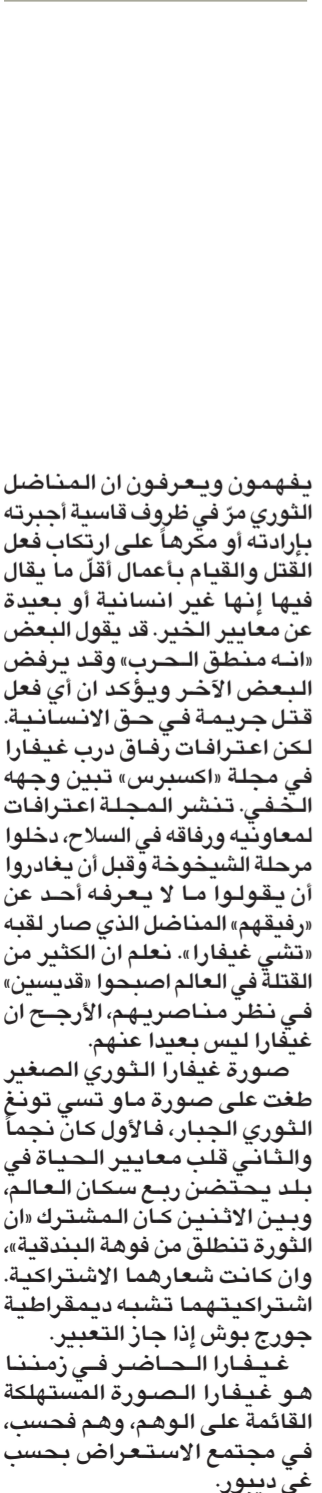 يفهمون ويعرفون ان المناضل
الثوري مرّ في ظروف قاسية أجبرته
بإرادته أو مكرهاً على ارتكاب فعل
القتل والقيام بأعمال أقلّ ما يقال
فيها إنها غير انسانية أو بعيدة
عن معايير الخير. قد يقول البعض
«انه منطق الحرب» وقد يرفض
البعض الآخر ويؤكد ان أي فعل
قتل جريمة في حق الانسانية.
لكن اعترافات رفاق درب غيفارا
في مجلة «اكسبرس» تبين وجهه
الخفي. تنشر المجلة اعترافات
لمعاونيه ورفاقه في السلاح، دخلوا
مرحلة الشيخوخة وقبل أن يغادروا
أن يقولوا ما لا يعرفه أحد عن
«رفيقهم» المناضل الذي صار لقبه
«تشي غيفارا». نعلم ان الكثير من
القتلة في العالم اصبحوا «قديسين»
في نظر مناصريهم، الأرجح ان
غيفارا ليس بعيدا عنهم.
صورة غيفارا الثوري الصغير
طغت على صورة ماو تسي تونغ
الثوري الجبار، فالأول كان نجماً
والثاني قلب معايير الحياة في
بلد يحتضن ربع سكان العالم،
وبين الاثنين كان المشترك «ان
الثورة تنطلق من فوهة البندقية»،
وان كانت شعارهما الاشتراكية.
اشتراكيتهما تشبه ديمقراطية
جورج بوش إذا جاز التعبير.
غيفارا الحاضر في زمننا
هو غيفارا الصورة المستهلكة
القائمة على الوهم، وهم فحسب،
في مجتمع الاستعراض بحسب
غي ديبور.